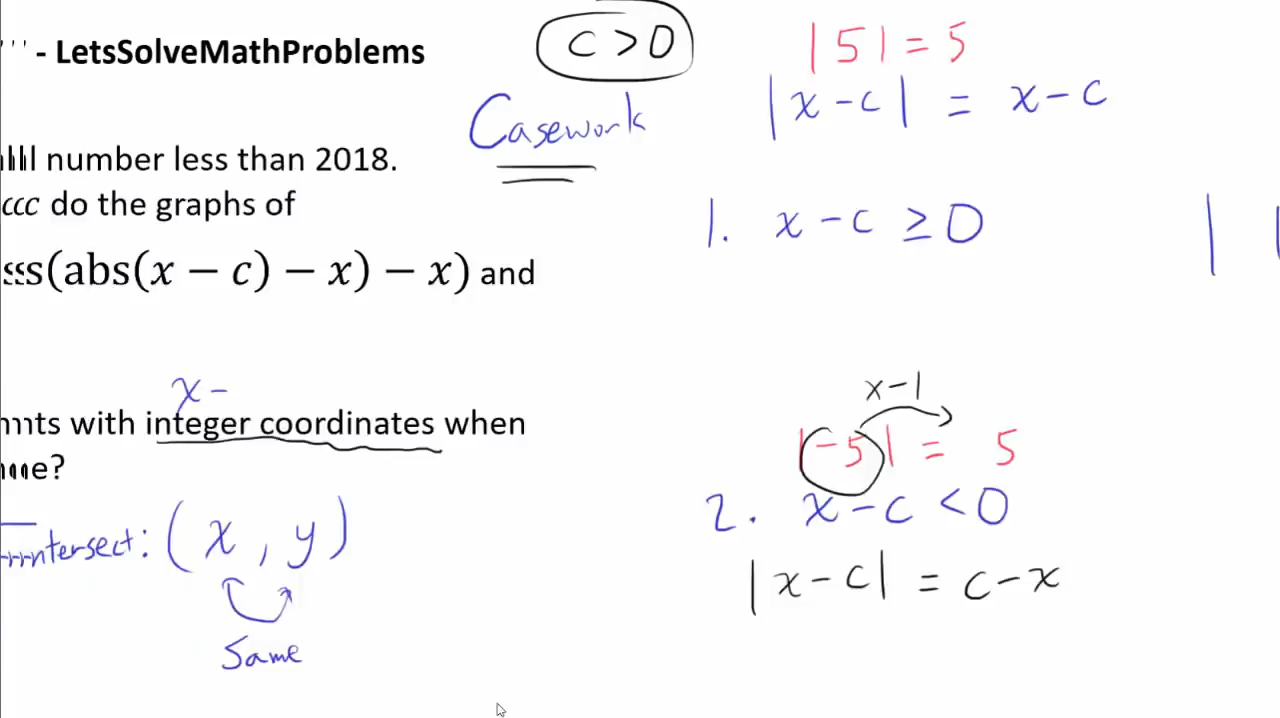 - LetsSolveMathProblems
c > 0
|5| = 5
|x - c| = x - c
Casework
number less than 2018.
do the graphs of
1. x - c ≥ 0
(abs(x − c) − x) − x) and
x -
x - 1
with integer coordinates when
|-5| = 5
2. x - c < 0
ntersect: (x, y)
|x - c| = c - x
Same